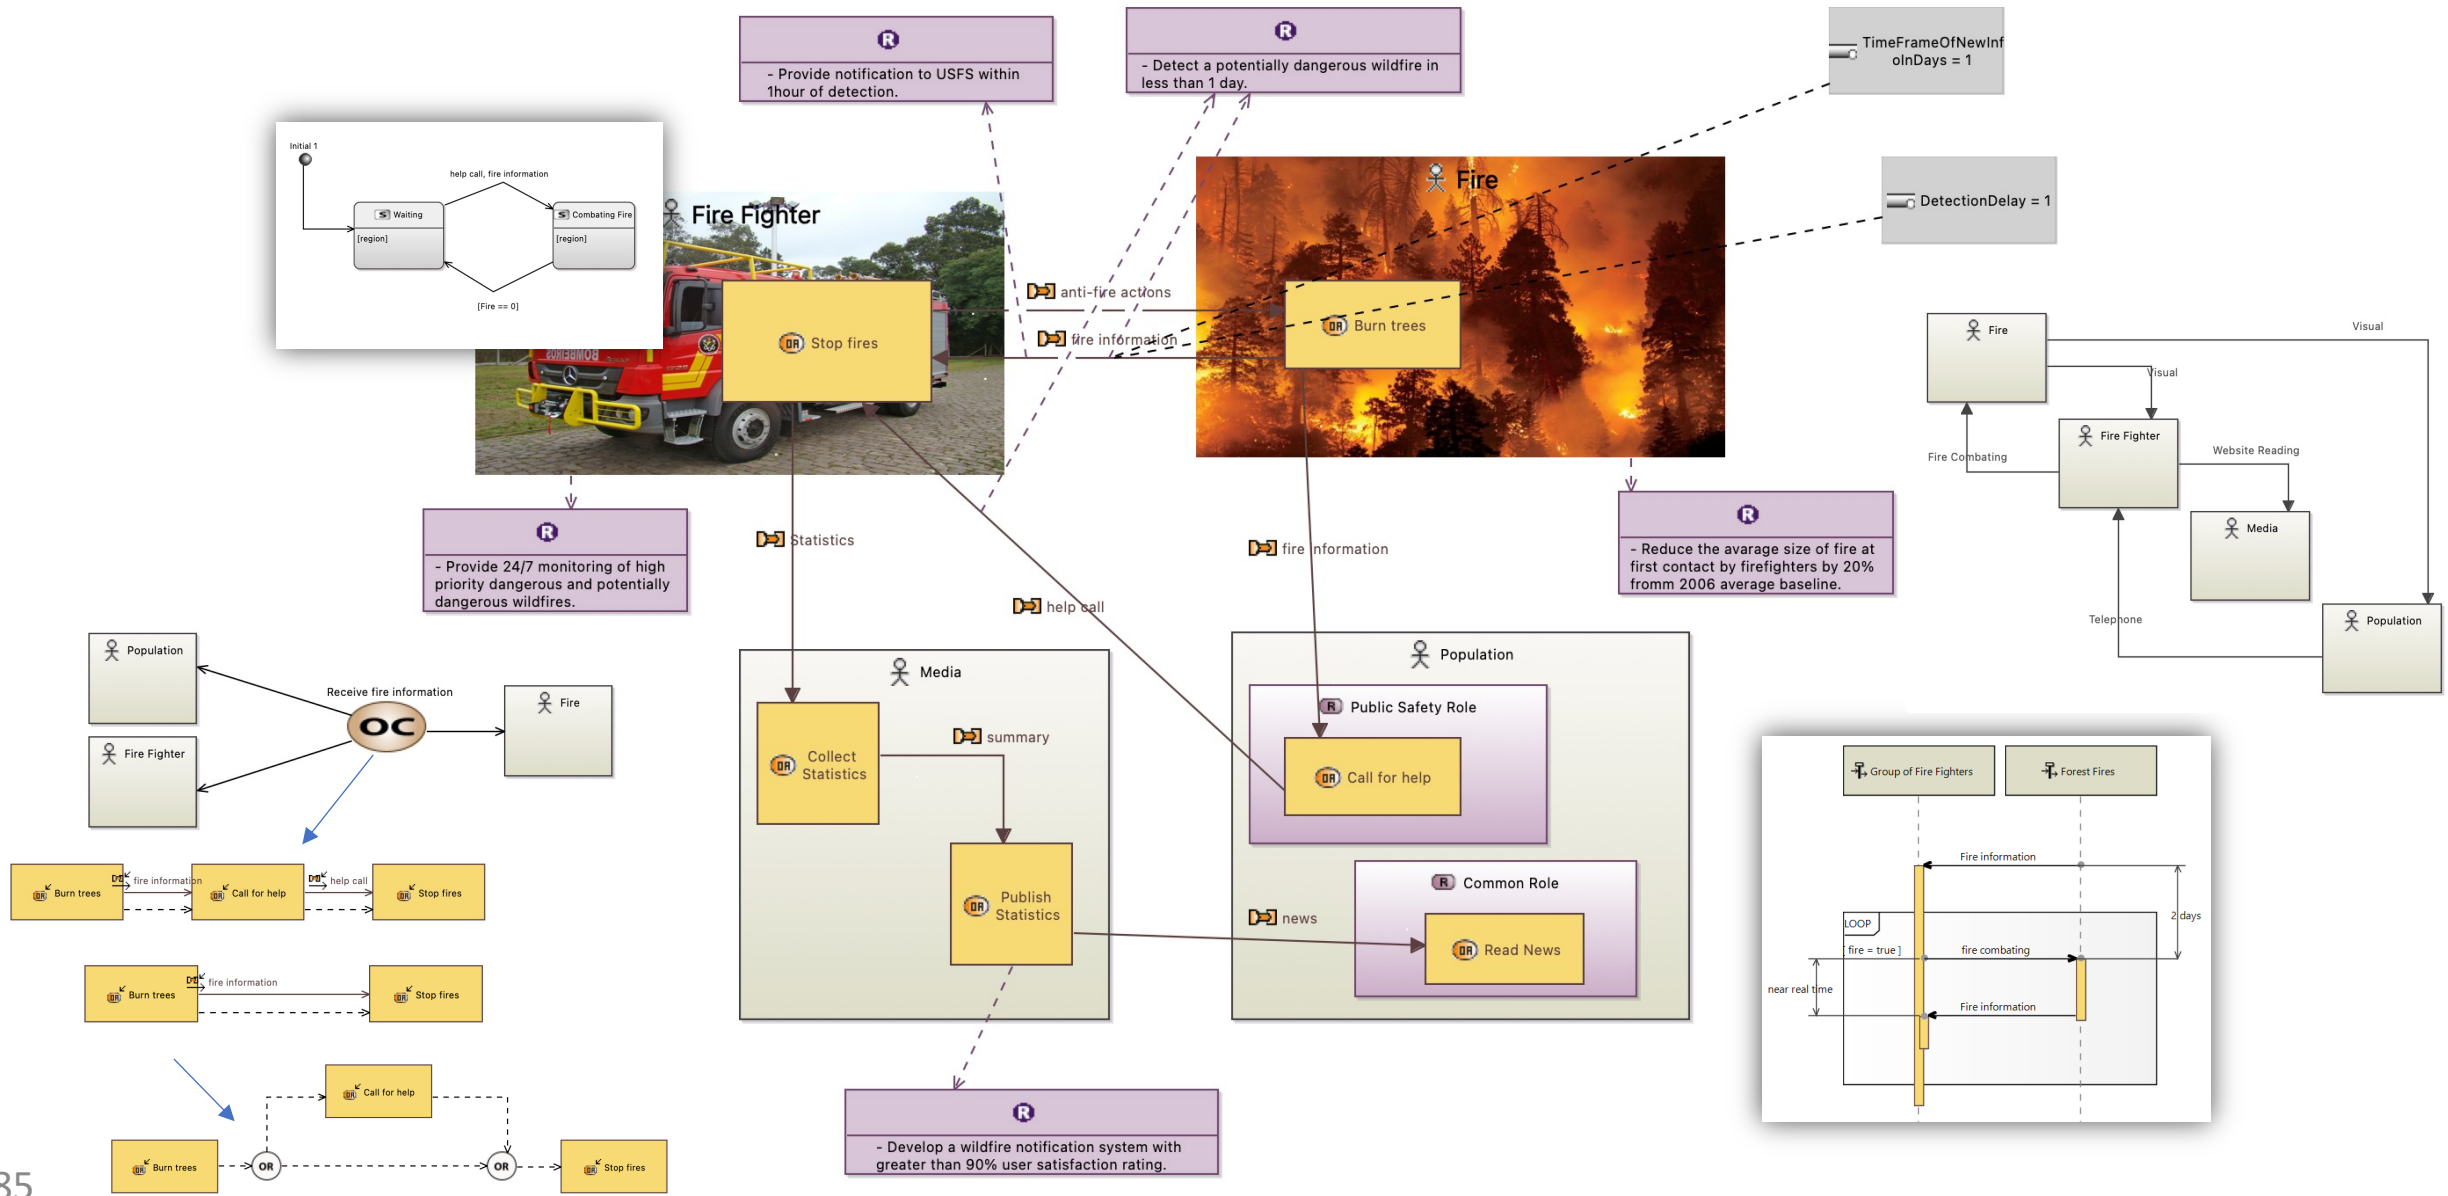 - Provide notification to USFS within
1hour of detection.
- Detect a potentially dangerous wildfire in
less than 1 day.
TimeFrameOfNewInf
oInDays = 1
DetectionDelay = 1
Initial 1
help call, fire information
Waiting
[region]
Combating Fire
[region]
[Fire == 0]
Fire Fighter
BOMBEIROS
Stop fires
anti-fire actions
fire information
Fire
Burn trees
Fire
Visual
Visual
Fire Fighter
Fire Combating
Website Reading
Media
Telephone
Population
- Provide 24/7 monitoring of high
priority dangerous and potentially
dangerous wildfires.
Statistics
help call
fire information
- Reduce the avarage size of fire at
first contact by firefighters by 20%
fromm 2006 average baseline.
Population
Fire Fighter
Receive fire information
OC
Fire
Media
Collect
Statistics
summary
Publish
Statistics
Population
Public Safety Role
Call for help
Common Role
news
Read News
Group of Fire Fighters
Forest Fires
Fire information
2 days
LOOP
[ fire = true ]
fire combating
near real time
Fire information
Burn trees
fire information
Call for help
help call
Stop fires
Burn trees
fire information
Stop fires
Call for help
Burn trees
OR
OR
Stop fires
- Develop a wildfire notification system with
greater than 90% user satisfaction rating.
35